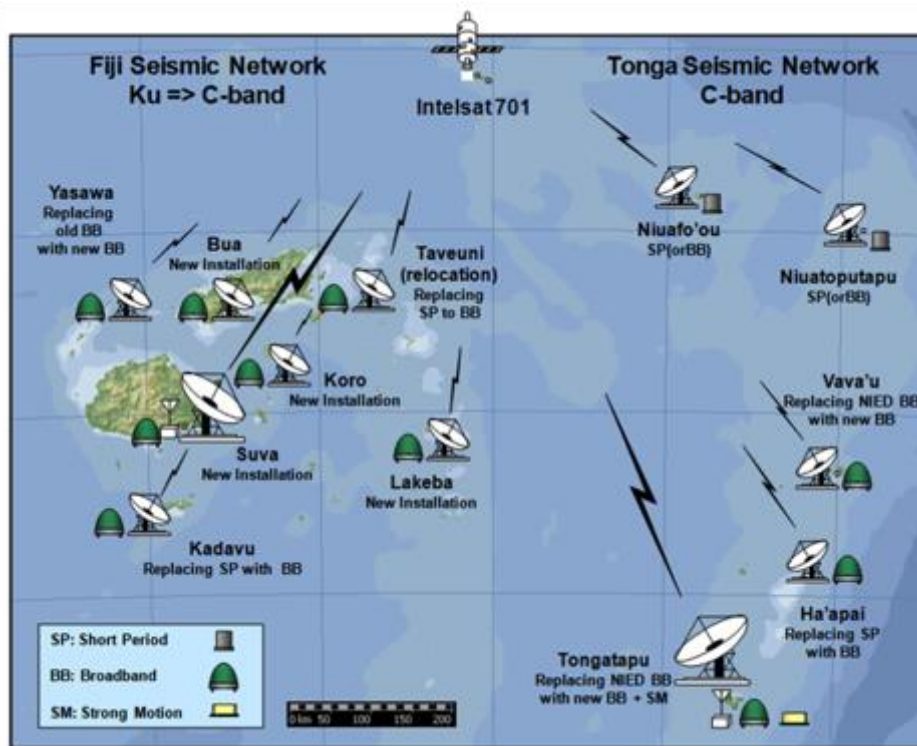 Fiji Seismic Network
Ku => C-band
Intelsat 701
Tonga Seismic Network
C-band
Yasawa
Replacing
old BB
with new BB
Bua
New Installation
Taveuni
(relocation)
Replacing
SP to BB
Niuafo'ou
SP(orBB)
Niuatoputapu
SP(orBB)
Koro
New Installation
Vava'u
Replacing NIED BB
with new BB
Suva
New Installation
Lakeba
New Installation
Kadavu
Replacing SP with BB
Ha'apai
Replacing SP
with BB
Tongatapu
Replacing NIED BB
with new BB + SM
SP: Short Period
BB: Broadband
SM: Strong Motion
0 km 50 100 150 200